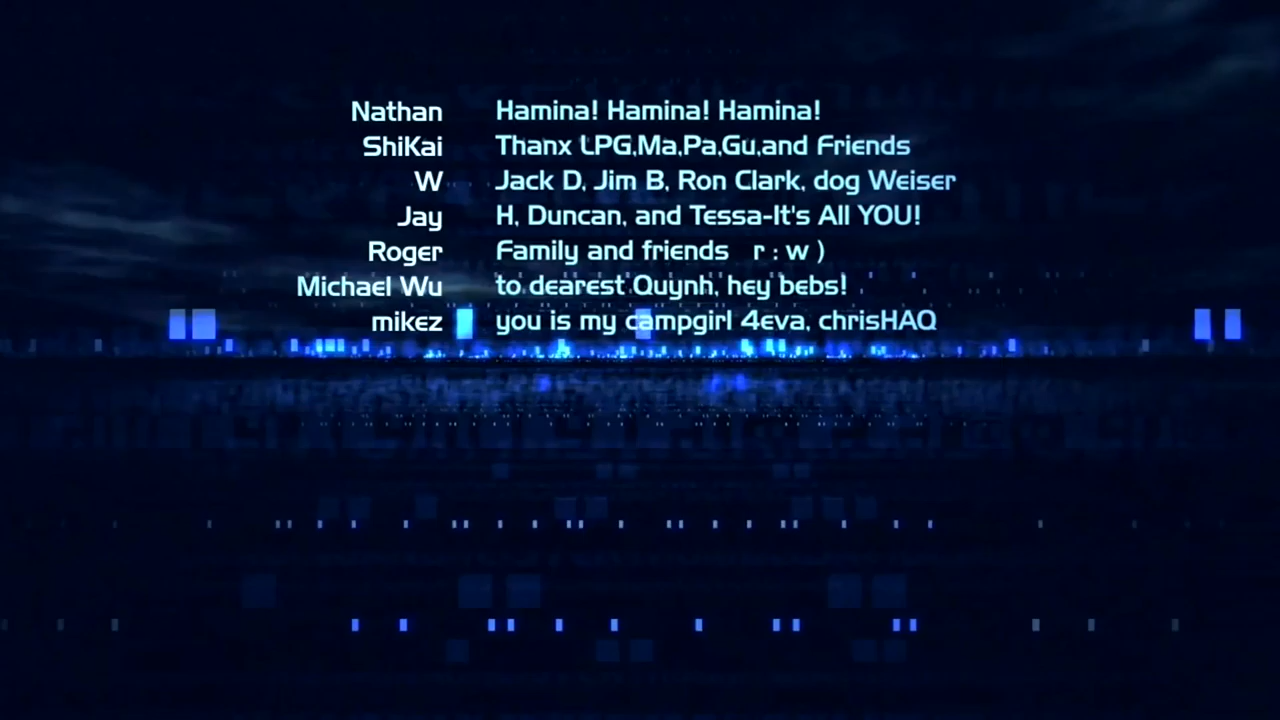 Nathan Hamina! Hamina! Hamina!
ShiKai Thanx LPG,Ma,Pa,Gu,and Friends
W Jack D, Jim B, Ron Clark, dog Weiser
Jay H, Duncan, and Tessa-It's All YOU!
Roger Family and friends r : w )
Michael Wu to dearest Quynh, hey bebs!
mikez you is my campgirl 4eva, chrisHAQ